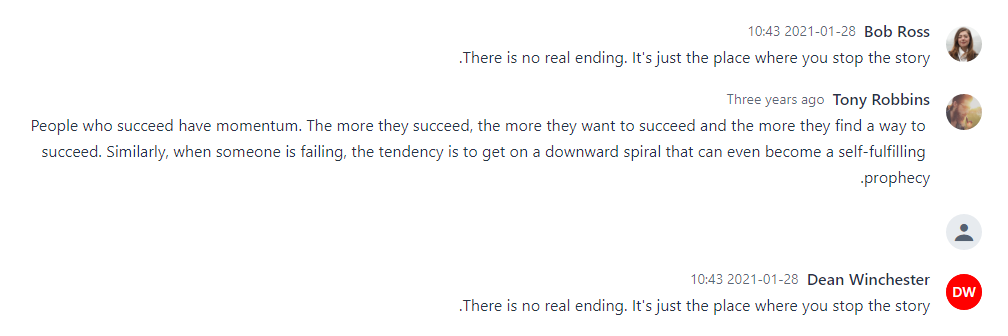 Bob Ross 10:43 2021-01-28
.There is no real ending. It's just the place where you stop the story
Tony Robbins Three years ago
People who succeed have momentum. The more they succeed, the more they want to succeed and the more they find a way to
succeed. Similarly, when someone is failing, the tendency is to get on a downward spiral that can even become a self-fulfilling
.prophecy
Dean Winchester 10:43 2021-01-28
DW
.There is no real ending. It's just the place where you stop the story